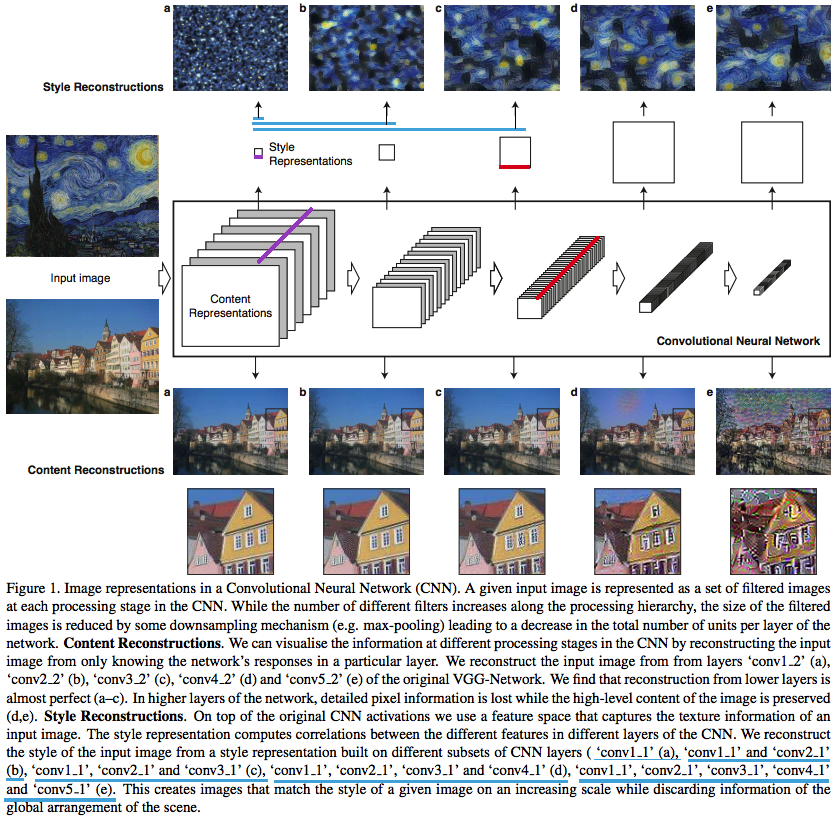 a b c d e
Style Reconstructions
Style
Representations
Input image
Content
Representations
Convolutional Neural Network
a b c d e
Content Reconstructions
Figure 1. Image representations in a Convolutional Neural Network (CNN). A given input image is represented as a set of filtered images
at each processing stage in the CNN. While the number of different filters increases along the processing hierarchy, the size of the filtered
images is reduced by some downsampling mechanism (e.g. max-pooling) leading to a decrease in the total number of units per layer of the
network. Content Reconstructions. We can visualise the information at different processing stages in the CNN by reconstructing the input
image from only knowing the network’s responses in a particular layer. We reconstruct the input image from from layers ‘conv1_2’ (a),
‘conv2_2’ (b), ‘conv3_2’ (c), ‘conv4_2’ (d) and ‘conv5_2’ (e) of the original VGG-Network. We find that reconstruction from lower layers is
almost perfect (a–c). In higher layers of the network, detailed pixel information is lost while the high-level content of the image is preserved
(d,e). Style Reconstructions. On top of the original CNN activations we use a feature space that captures the texture information of an
input image. The style representation computes correlations between the different features in different layers of the CNN. We reconstruct
the style of the input image from a style representation built on different subsets of CNN layers ( ‘conv1_1’ (a), ‘conv1_1’ and ‘conv2_1’
(b), ‘conv1_1’, ‘conv2_1’ and ‘conv3_1’ (c), ‘conv1_1’, ‘conv2_1’, ‘conv3_1’ and ‘conv4_1’ (d), ‘conv1_1’, ‘conv2_1’, ‘conv3_1’, ‘conv4_1’
and ‘conv5_1’ (e). This creates images that match the style of a given image on an increasing scale while discarding information of the
global arrangement of the scene.